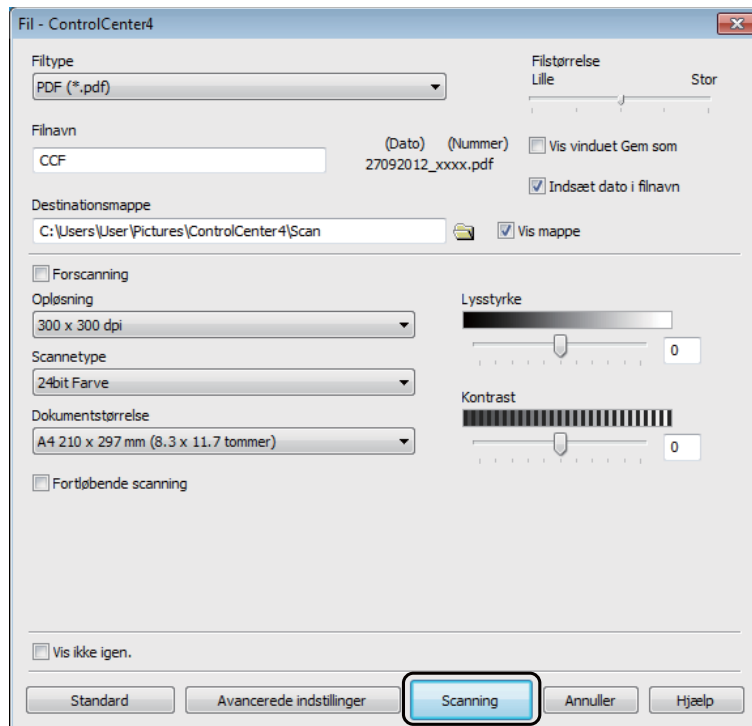 Fil - ControlCenter4
Filtype
PDF (*.pdf)
Filstørrelse
Lille Stor
Filnavn
CCF
(Dato) (Nummer)
27092012_xxxx.pdf
Vis vinduet Gem som
Indsæt dato i filnavn
Destinationsmappe
C:\Users\User\Pictures\ControlCenter4\Scan
Vis mappe
Forscanning
Opløsning
300 x 300 dpi
Scannetype
24bit Farve
Dokumentstørrelse
A4 210 x 297 mm (8.3 x 11.7 tommer)
Fortløbende scanning
Lysstyrke
0
Kontrast
0
Vis ikke igen.
Standard Avancerede indstillinger Scanning Annuller Hjælp